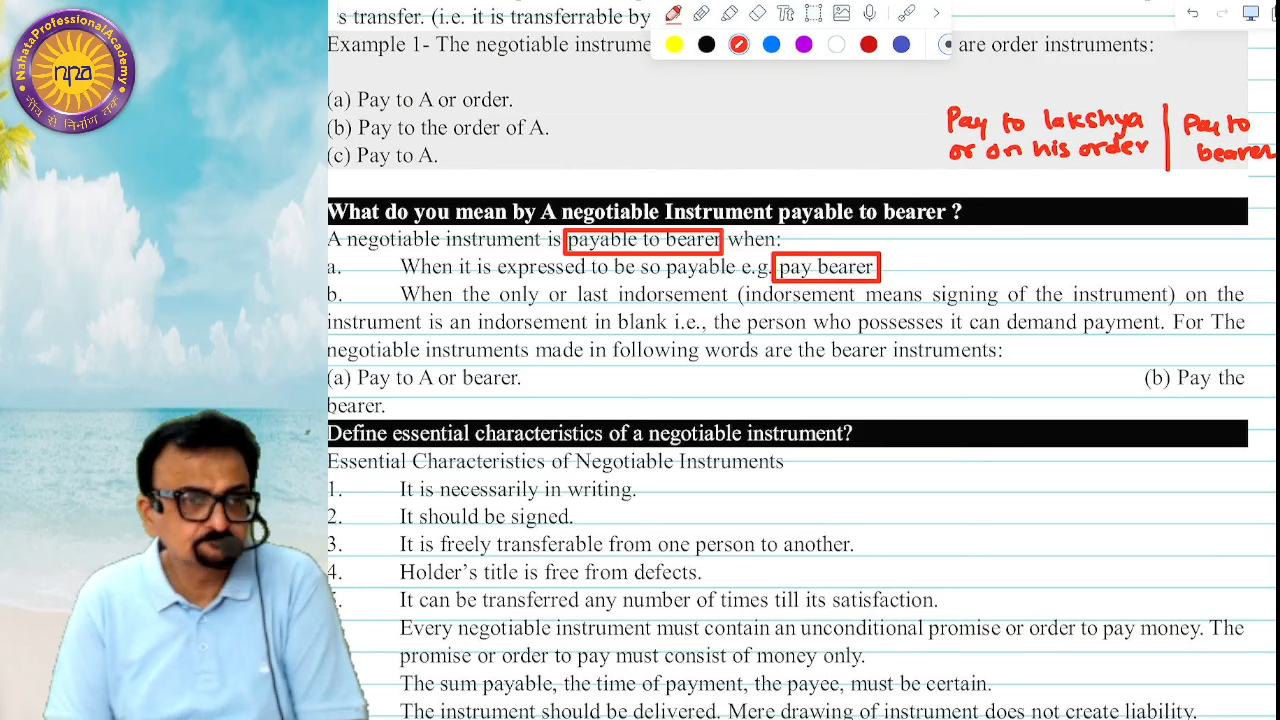 NahataProfessionalAcademy
npa
नींव से निर्माण तक
s transfer. (i.e. it is transferrable by
Tt
Example 1- The negotiable instrume are order instruments:
(a) Pay to A or order.
(b) Pay to the order of A.
(c) Pay to A.
Pay to lakshya
or on his order
Pay to
bearer
What do you mean by A negotiable Instrument payable to bearer ?
A negotiable instrument is payable to bearer when:
a. When it is expressed to be so payable e.g. pay bearer
b. When the only or last indorsement (indorsement means signing of the instrument) on the
instrument is an indorsement in blank i.e., the person who possesses it can demand payment. For The
negotiable instruments made in following words are the bearer instruments:
(a) Pay to A or bearer. (b) Pay the
bearer.
Define essential characteristics of a negotiable instrument?
Essential Characteristics of Negotiable Instruments
1. It is necessarily in writing.
2. It should be signed.
3. It is freely transferable from one person to another.
4. Holder’s title is free from defects.
It can be transferred any number of times till its satisfaction.
Every negotiable instrument must contain an unconditional promise or order to pay money. The
promise or order to pay must consist of money only.
The sum payable, the time of payment, the payee, must be certain.
The instrument should be delivered. Mere drawing of instrument does not create liability.